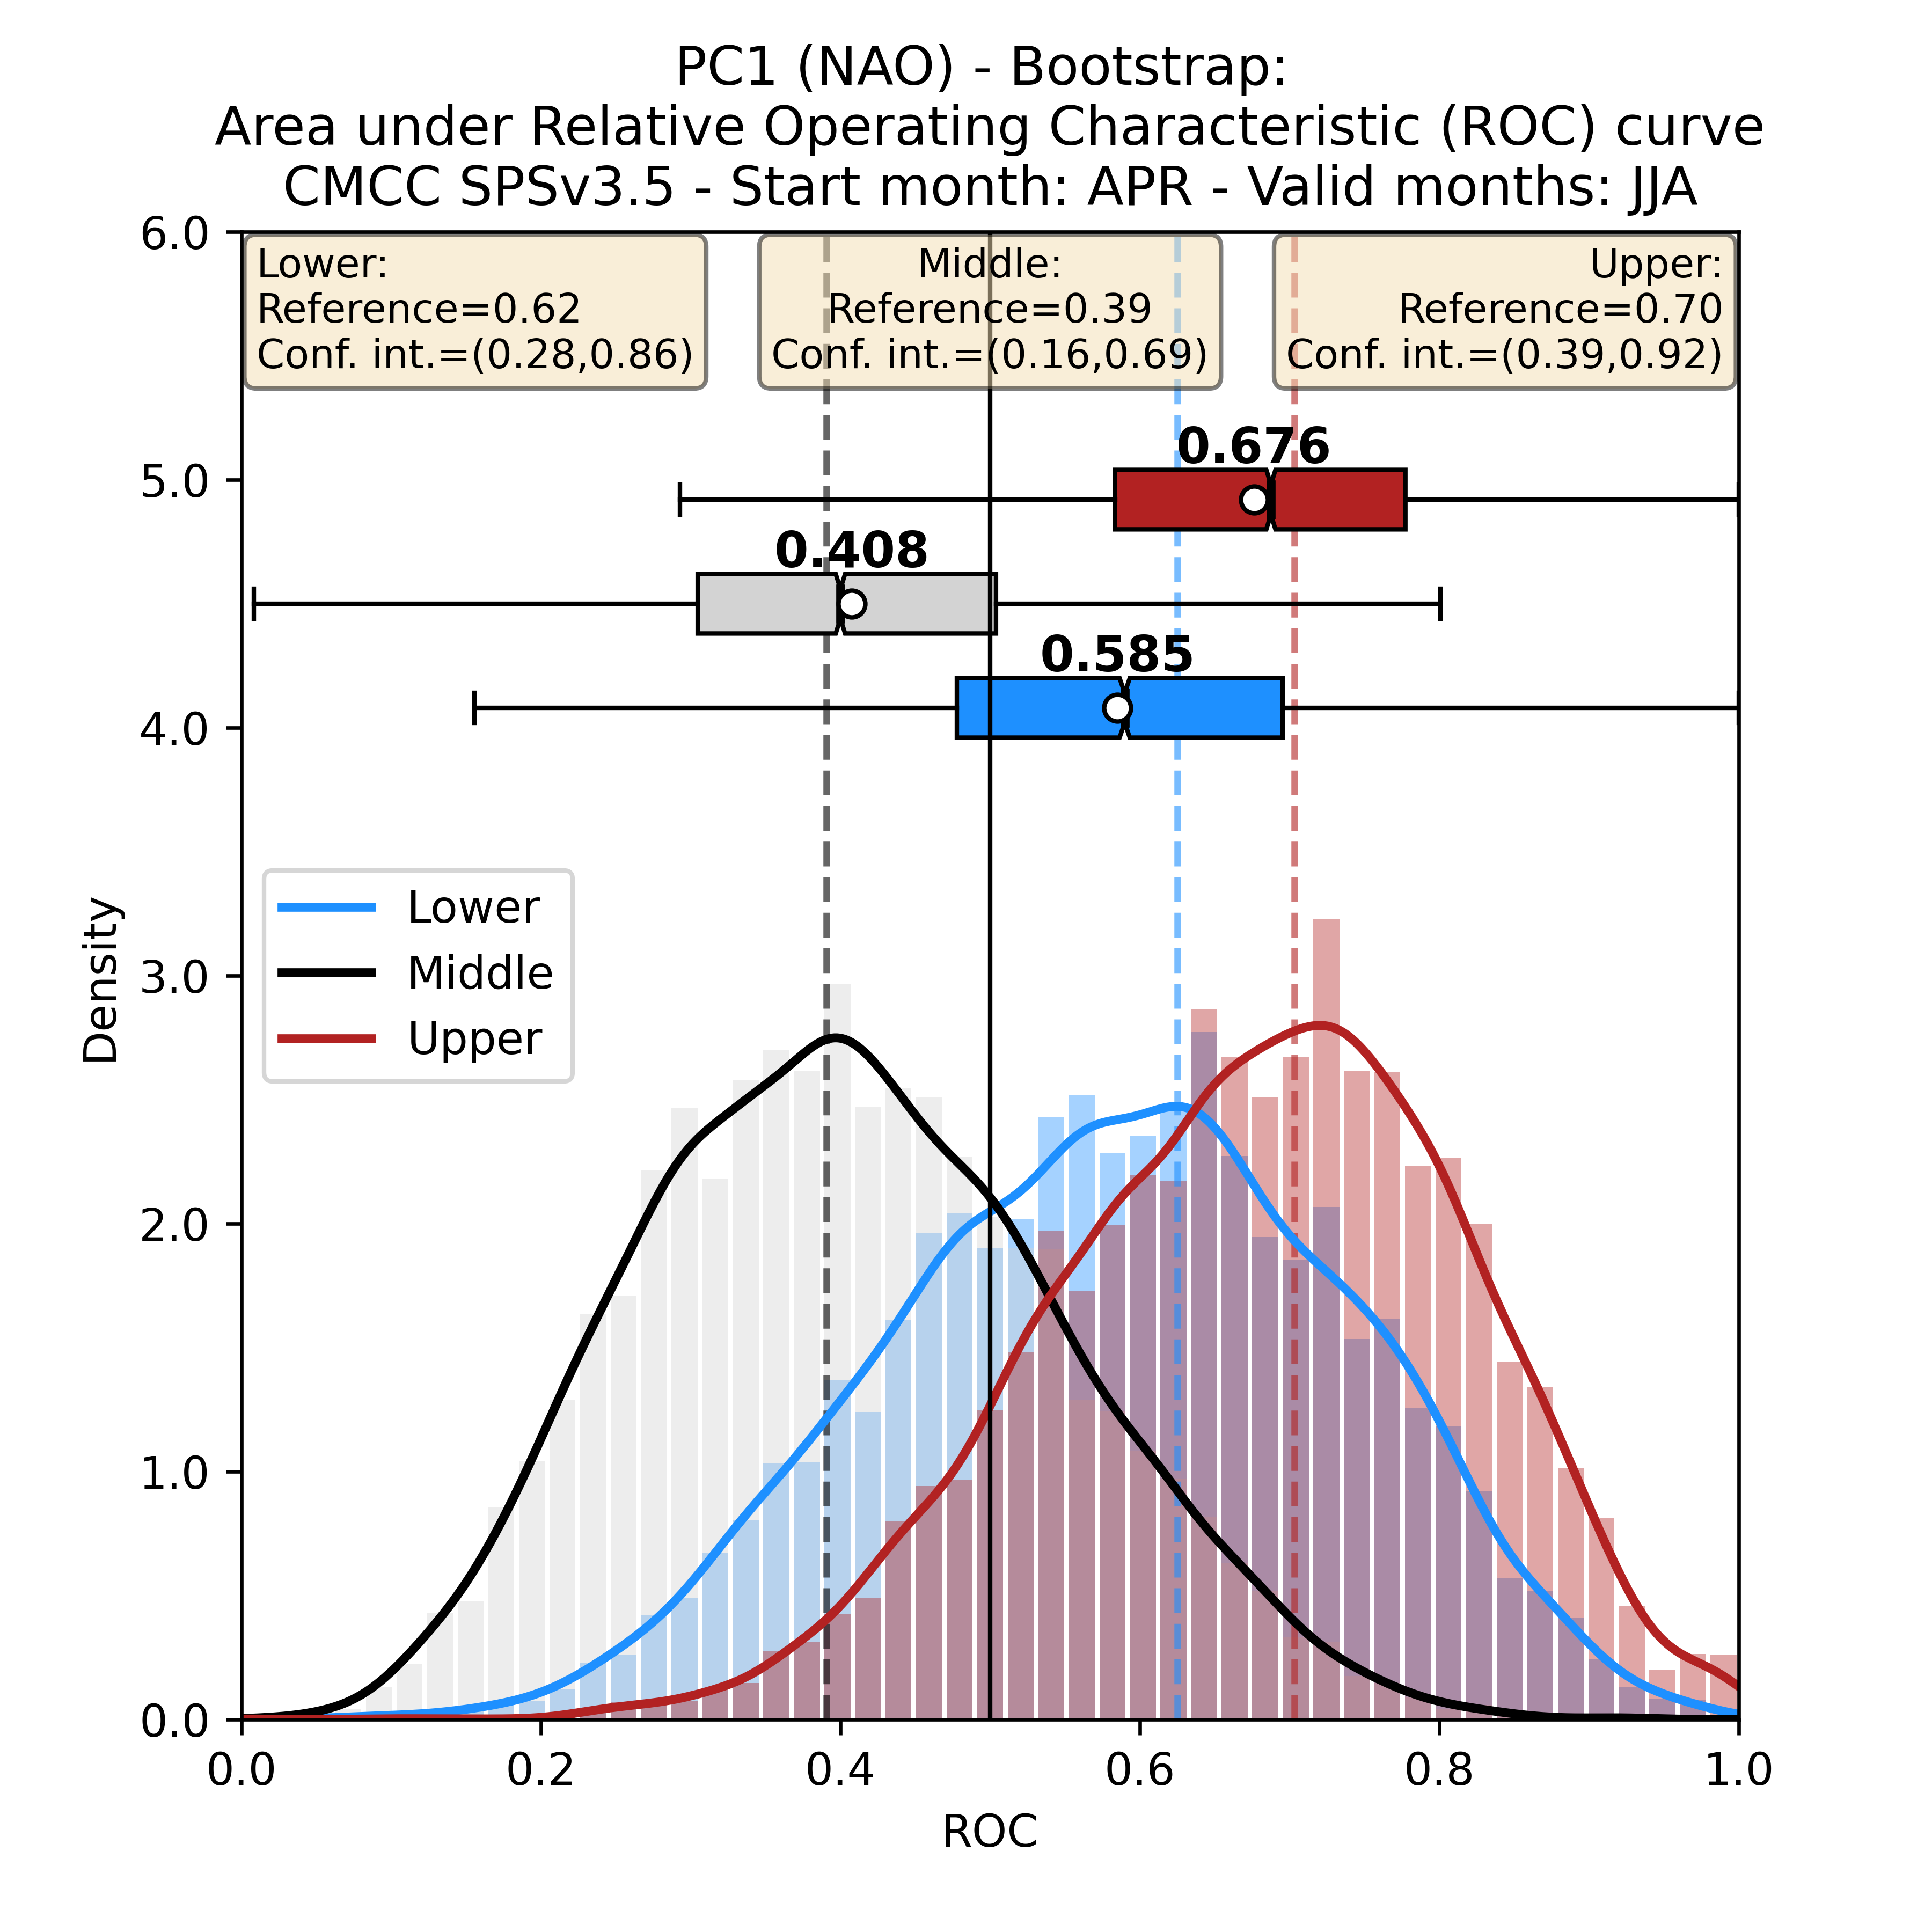 PC1 (NAO) - Bootstrap:
Area under Relative Operating Characteristic (ROC) curve
CMCC SPSv3.5 - Start month: APR - Valid months: JJA
Lower:
Reference=0.62
Conf. int.=(0.28,0.86)
Middle:
Reference=0.39
Conf. int.=(0.16,0.69)
Upper:
Reference=0.70
Conf. int.=(0.39,0.92)
0.676
0.408
0.585
Lower
Middle
Upper
Density
6.0
5.0
4.0
3.0
2.0
1.0
0.0
0.0 0.2 0.4 0.6 0.8 1.0
ROC